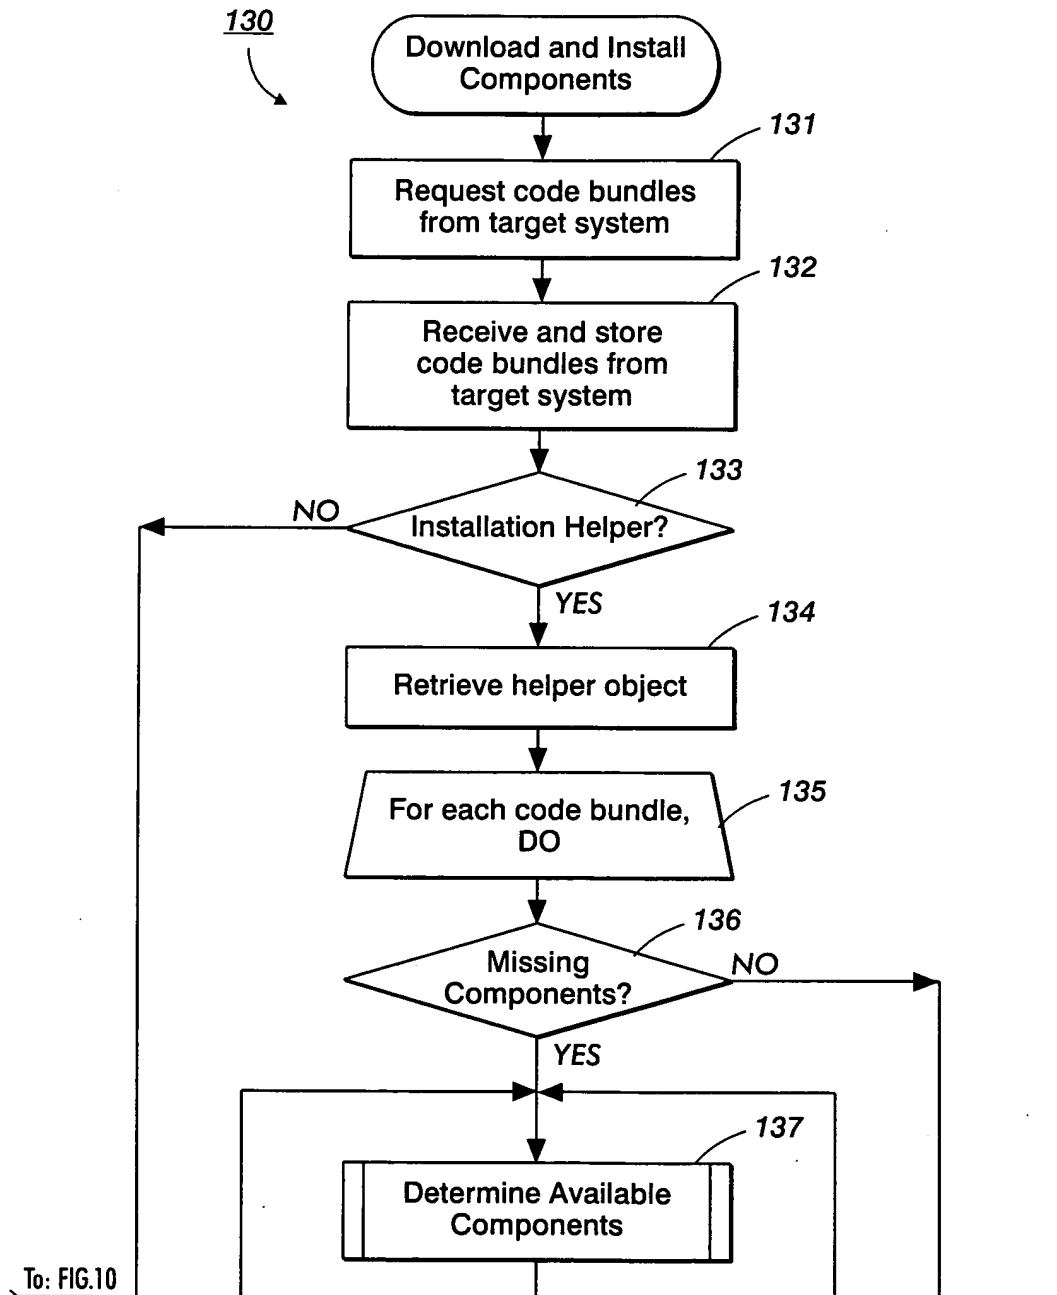 130
Download and Install
Components
131
Request code bundles
from target system
132
Receive and store
code bundles from
target system
133
NO
Installation Helper?
YES
134
Retrieve helper object
135
For each code bundle,
DO
136
Missing
Components?
NO
YES
137
Determine Available
Components
To: FIG.10